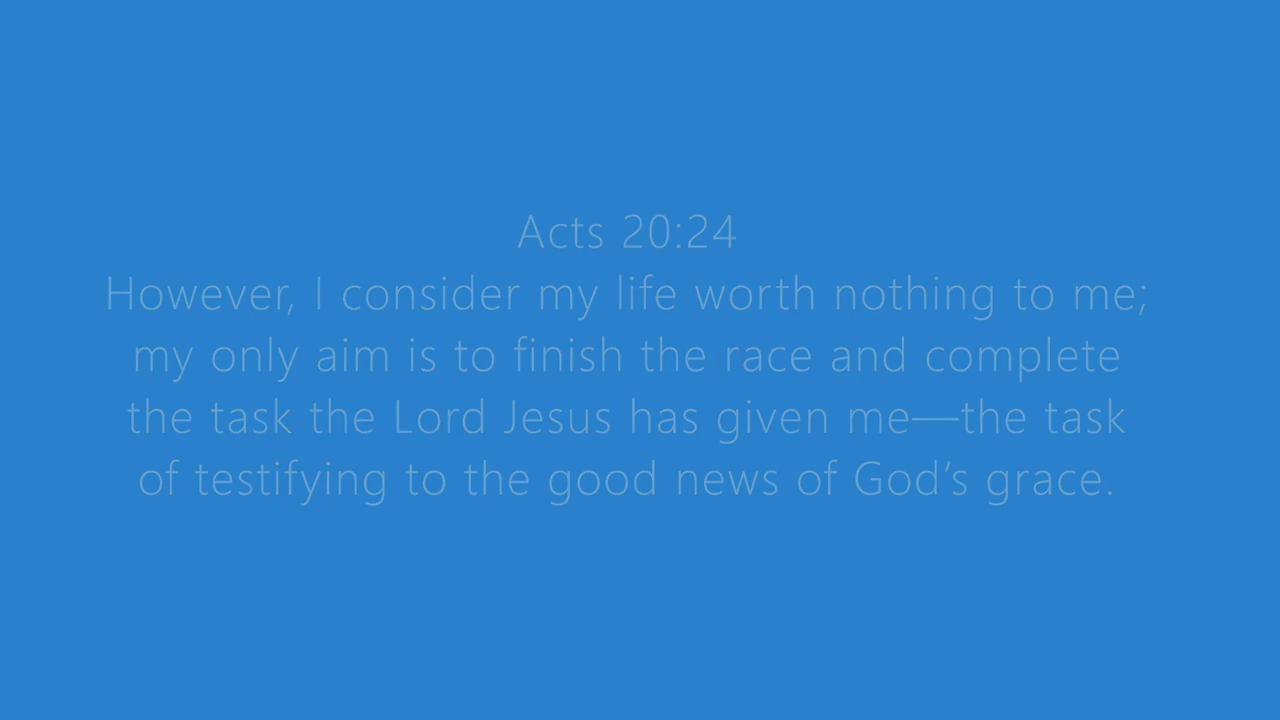 Acts 20:24
However, I consider my life worth nothing to me;
my only aim is to finish the race and complete
the task the Lord Jesus has given me—the task
of testifying to the good news of God’s grace.